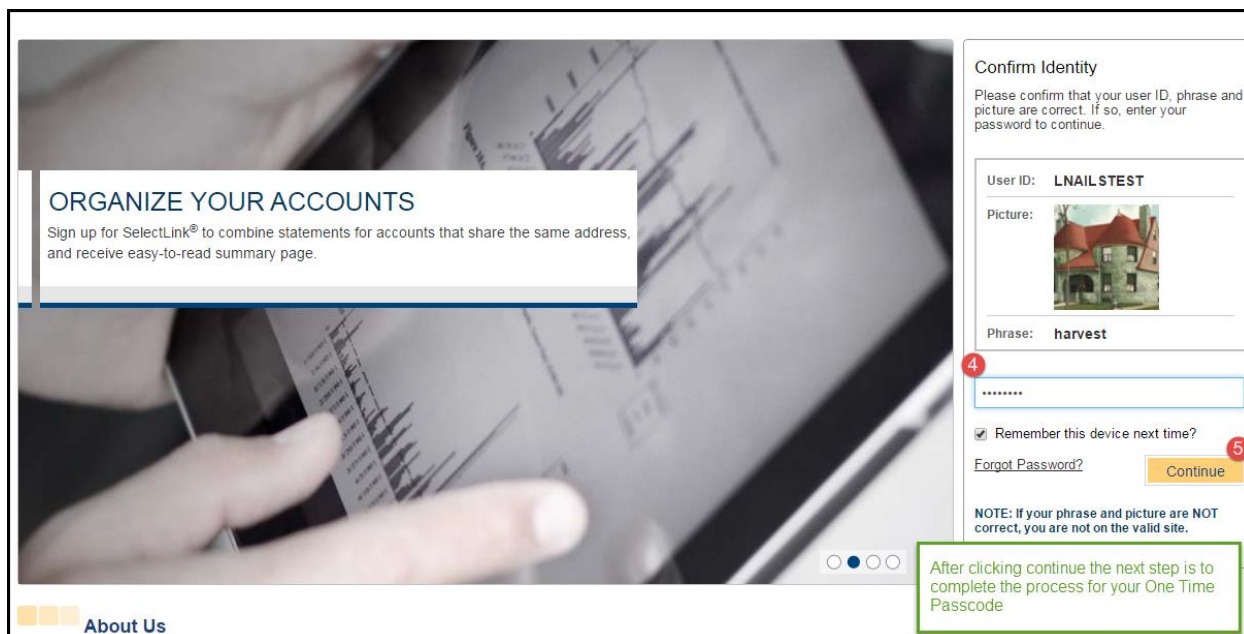 ORGANIZE YOUR ACCOUNTS
Sign up for SelectLink® to combine statements for accounts that share the same address,
and receive easy-to-read summary page.
About Us
Confirm Identity
Please confirm that your user ID, phrase and
picture are correct. If so, enter your
password to continue.
User ID: LNAILSTEST
Picture:
Phrase: harvest
4
••••••••
Remember this device next time?
5
Forgot Password? Continue
NOTE: If your phrase and picture are NOT
correct, you are not on the valid site.
After clicking continue the next step is to
complete the process for your One Time
Passcode